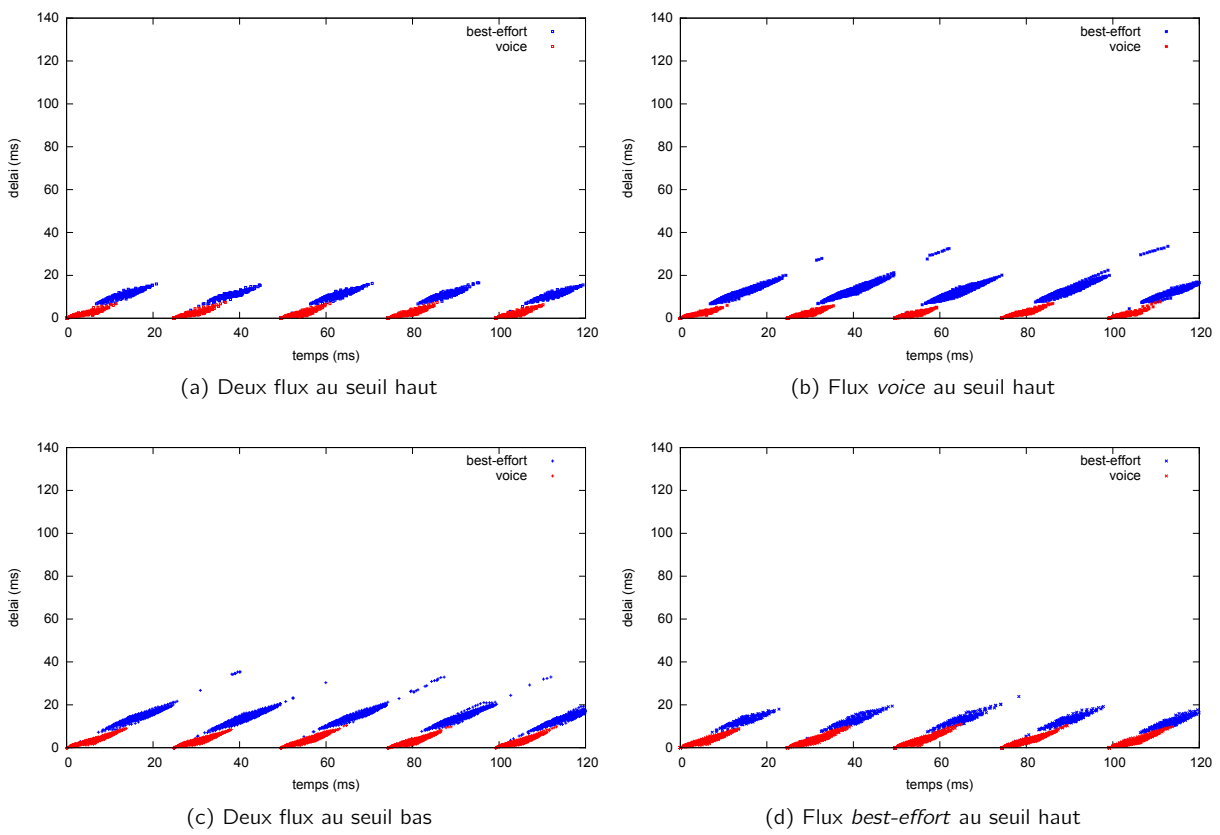 140
120
100
80
60
40
20
0
delai (ms)
best-effort
voice
0 20 40 60 80 100 120
temps (ms)
(a) Deux flux au seuil haut
140
120
100
80
60
40
20
0
delai (ms)
best-effort
voice
0 20 40 60 80 100 120
temps (ms)
(b) Flux voice au seuil haut
140
120
100
80
60
40
20
0
delai (ms)
best-effort
voice
0 20 40 60 80 100 120
temps (ms)
(c) Deux flux au seuil bas
140
120
100
80
60
40
20
0
delai (ms)
best-effort
voice
0 20 40 60 80 100 120
temps (ms)
(d) Flux best-effort au seuil haut